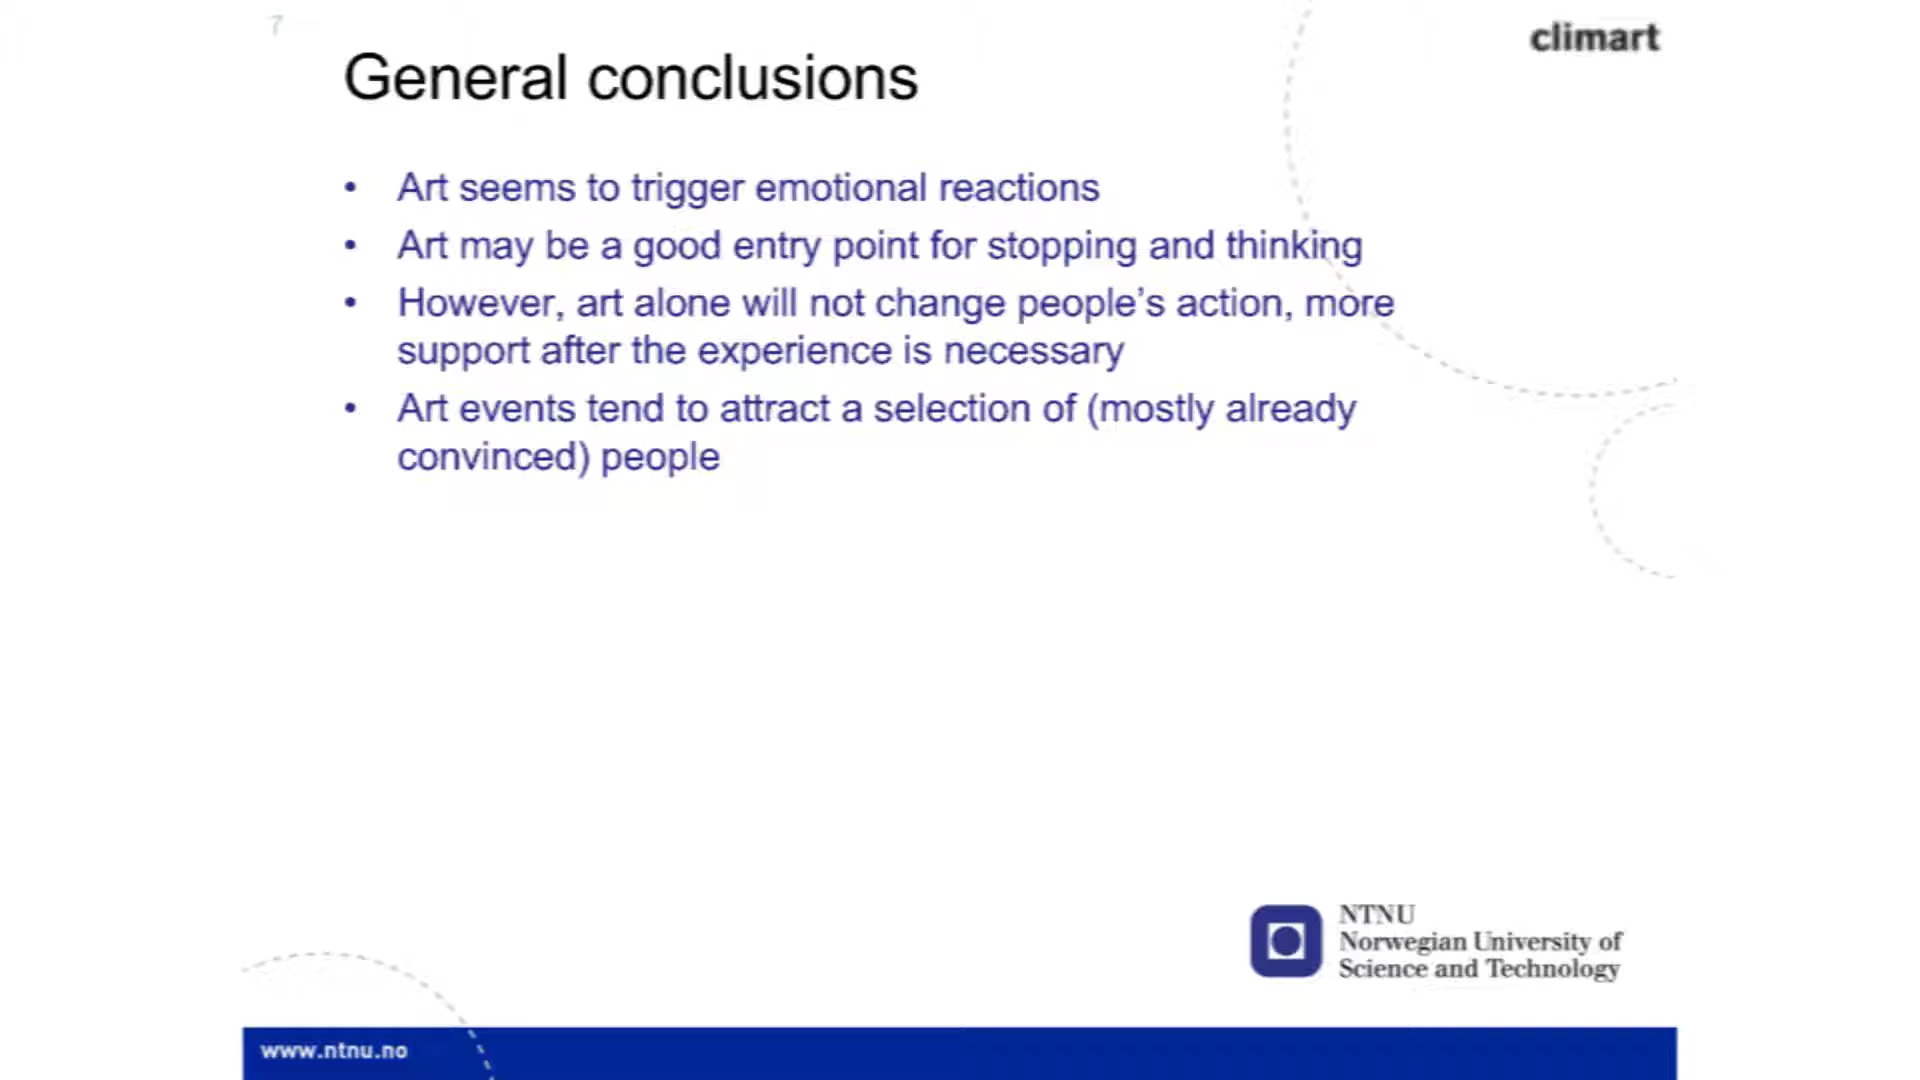 7
climart
General conclusions
• Art seems to trigger emotional reactions
• Art may be a good entry point for stopping and thinking
• However, art alone will not change people’s action, more
support after the experience is necessary
• Art events tend to attract a selection of (mostly already
convinced) people
NTNU
Norwegian University of
Science and Technology
www.ntnu.no